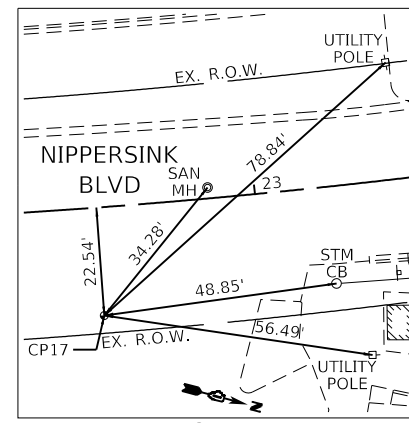 UTILITY
POLE
EX. R.O.W.
78.84'
NIPPERSINK
BLVD
SAN
MH
23
34.28'
22.54'
STM
CB
48.85'
56.49'
CP17
EX. R.O.W.
UTILITY
POLE
N